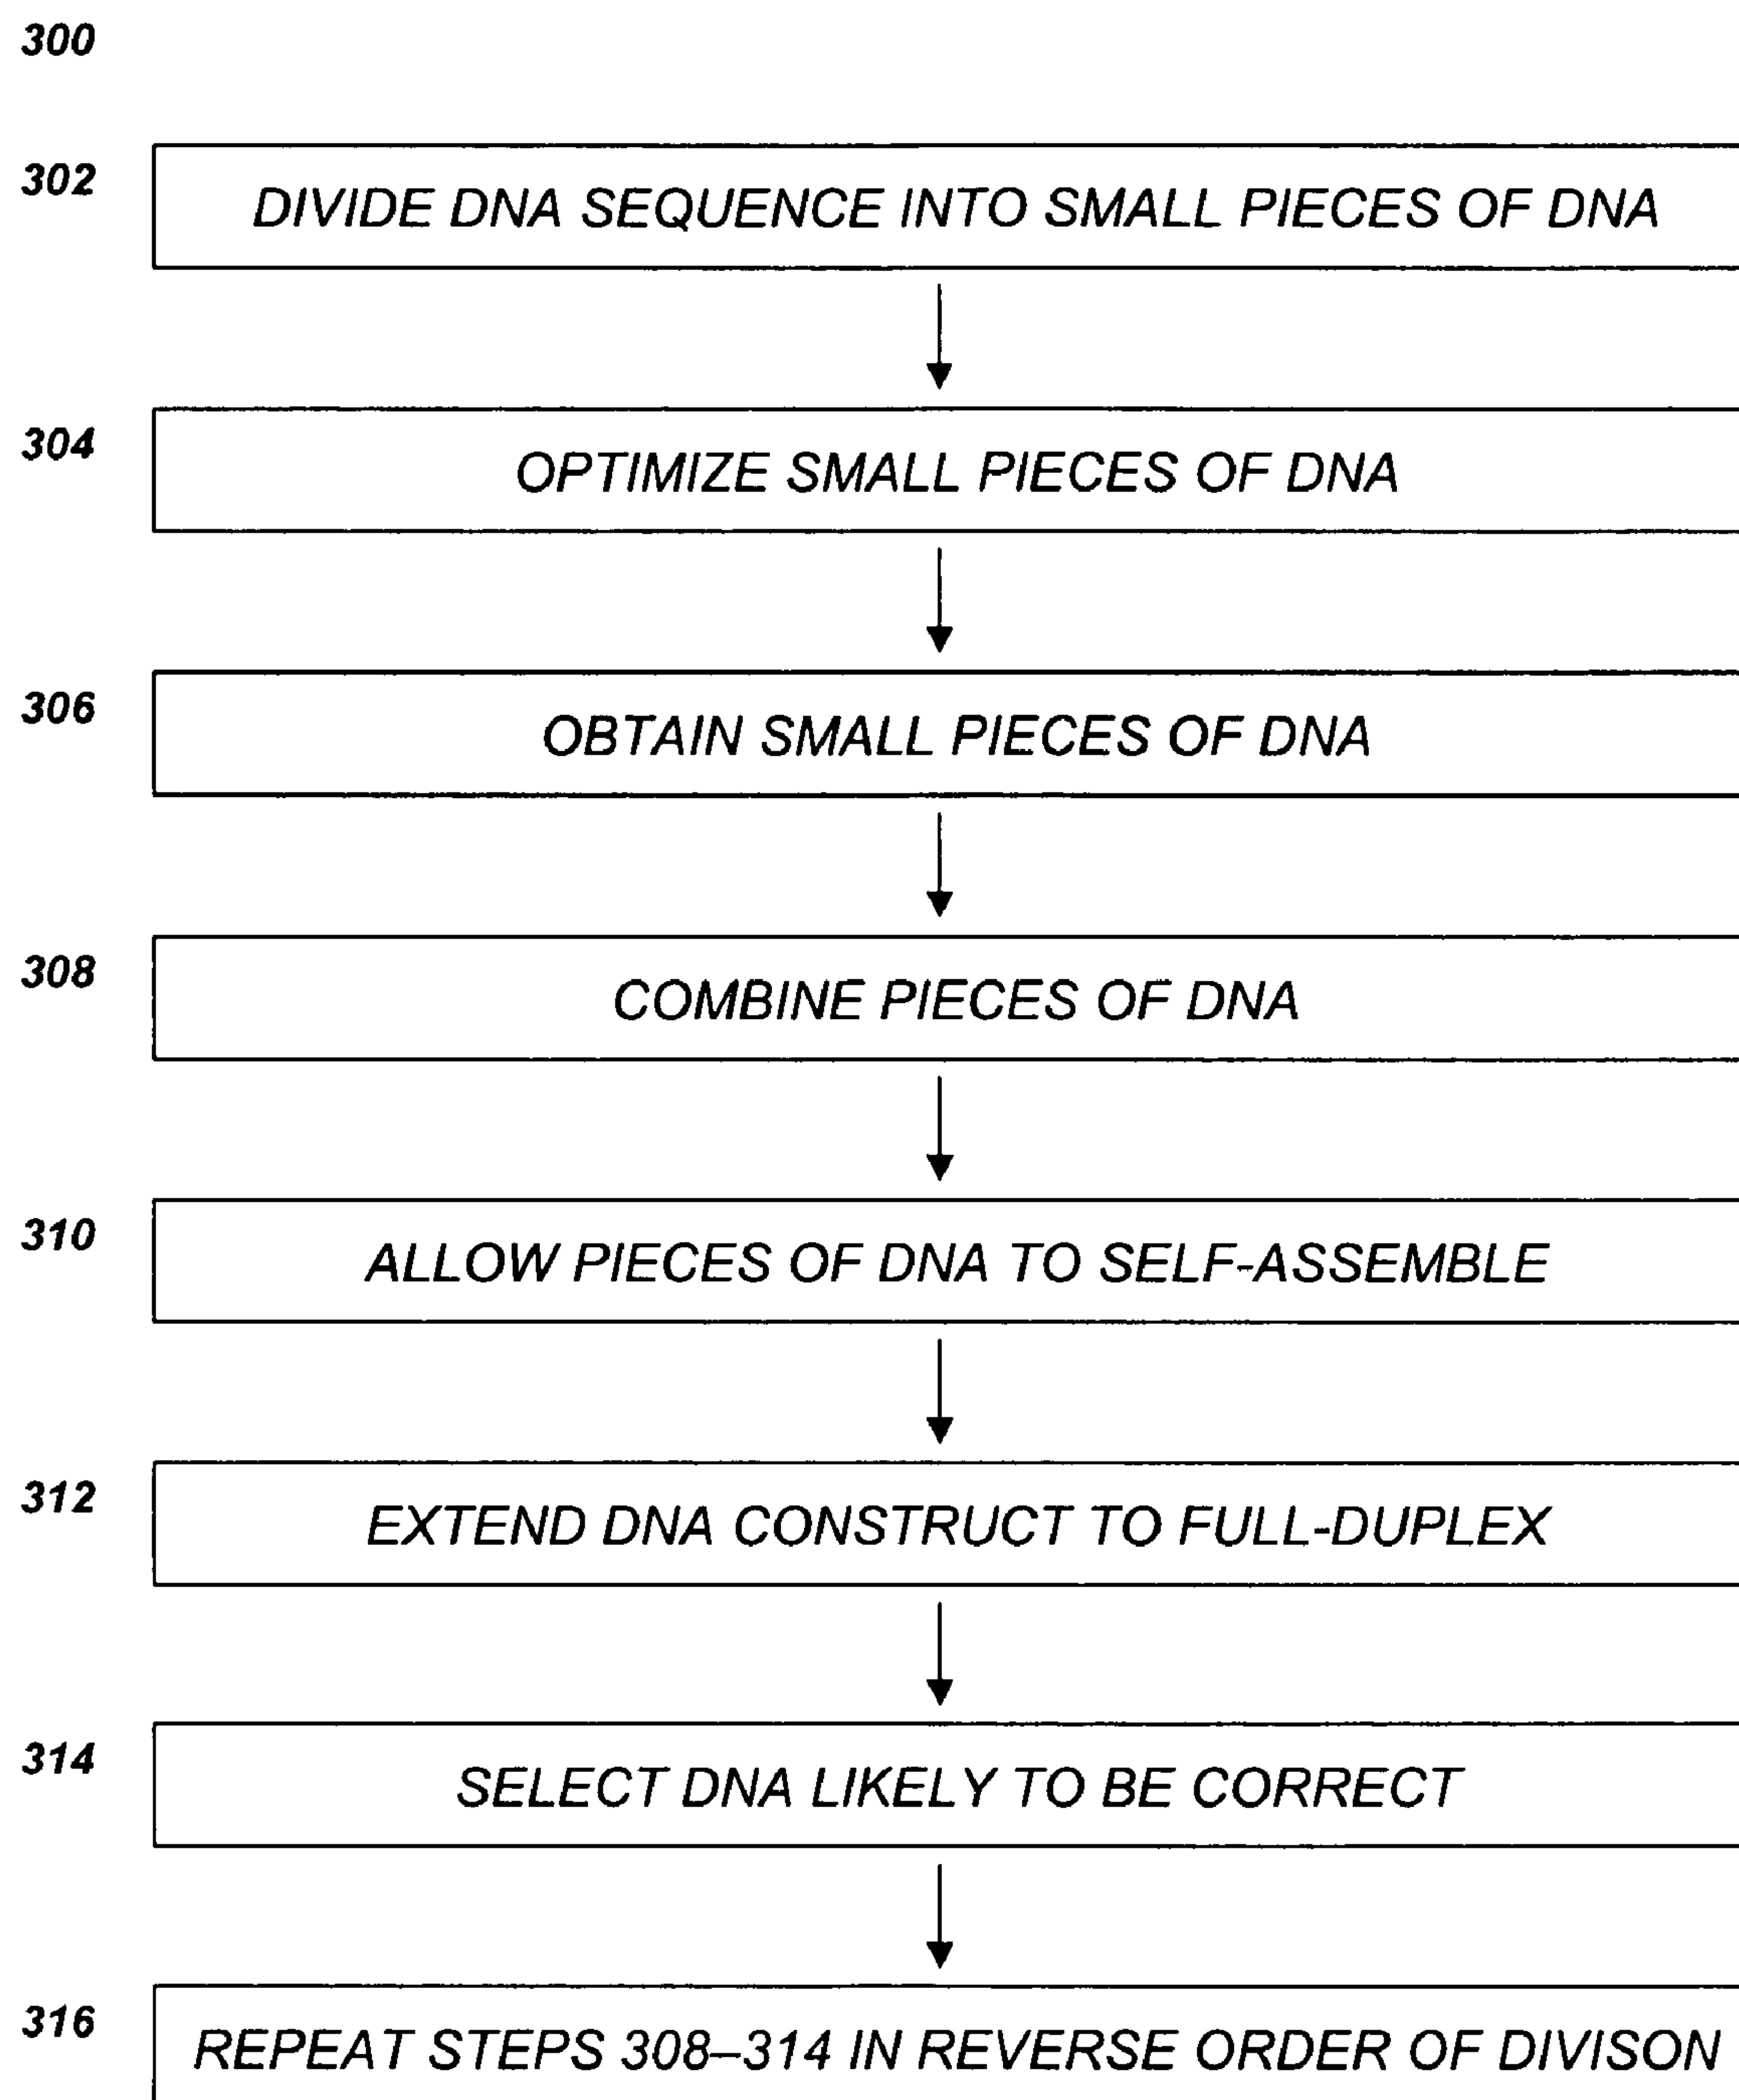 300
302 DIVIDE DNA SEQUENCE INTO SMALL PIECES OF DNA
304 OPTIMIZE SMALL PIECES OF DNA
306 OBTAIN SMALL PIECES OF DNA
308 COMBINE PIECES OF DNA
310 ALLOW PIECES OF DNA TO SELF-ASSEMBLE
312 EXTEND DNA CONSTRUCT TO FULL-DUPLEX
314 SELECT DNA LIKELY TO BE CORRECT
316 REPEAT STEPS 308–314 IN REVERSE ORDER OF DIVISON